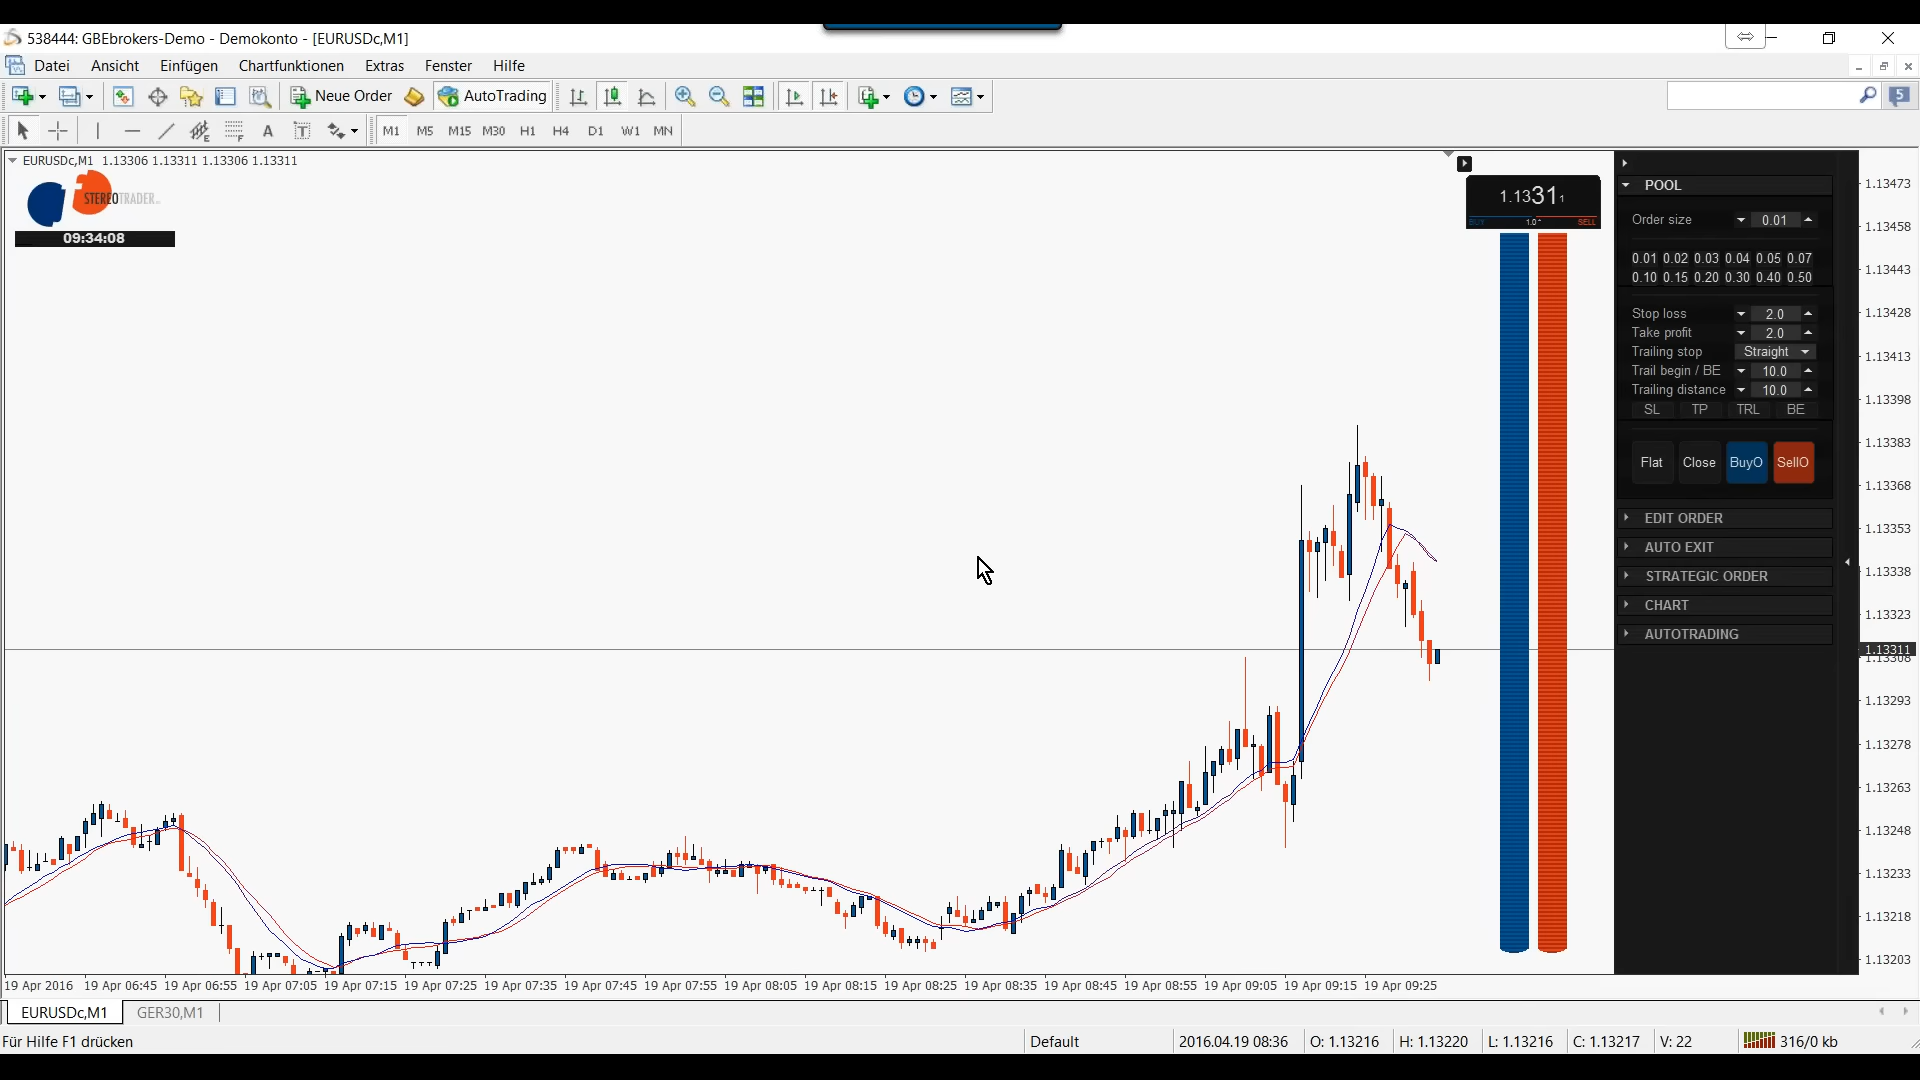 538444: GBEbrokers-Demo - Demokonto - [EURUSDc,M1]
Datei Ansicht Einfügen Chartfunktionen Extras Fenster Hilfe
Neue Order AutoTrading 5
A T M1 M5 M15 M30 H1 H4 D1 W1 MN
EURUSDc,M1 1.13306 1.13311 1.13306 1.13311
STEREOTRADER
09:34:08
1.13311
BUY 1.0 SELL
POOL
Order size 0.01
0.01 0.02 0.03 0.04 0.05 0.07
0.10 0.15 0.20 0.30 0.40 0.50
Stop loss 2.0
Take profit 2.0
Trailing stop Straight
Trail begin / BE 10.0
Trailing distance 10.0
SL TP TRL BE
Flat Close BuyO SellO
EDIT ORDER
AUTO EXIT
STRATEGIC ORDER
CHART
AUTOTRADING
1.13473
1.13458
1.13443
1.13428
1.13413
1.13398
1.13383
1.13368
1.13353
1.13338
1.13323
1.13311
1.13308
1.13293
1.13278
1.13263
1.13248
1.13233
1.13218
1.13203
19 Apr 2016 19 Apr 06:45 19 Apr 06:55 19 Apr 07:05 19 Apr 07:15 19 Apr 07:25 19 Apr 07:35 19 Apr 07:45 19 Apr 07:55 19 Apr 08:05 19 Apr 08:15 19 Apr 08:25 19 Apr 08:35 19 Apr 08:45 19 Apr 08:55 19 Apr 09:05 19 Apr 09:15 19 Apr 09:25
EURUSDc,M1 GER30,M1
Für Hilfe F1 drücken Default 2016.04.19 08:36 O: 1.13216 H: 1.13220 L: 1.13216 C: 1.13217 V: 22 316/0 kb